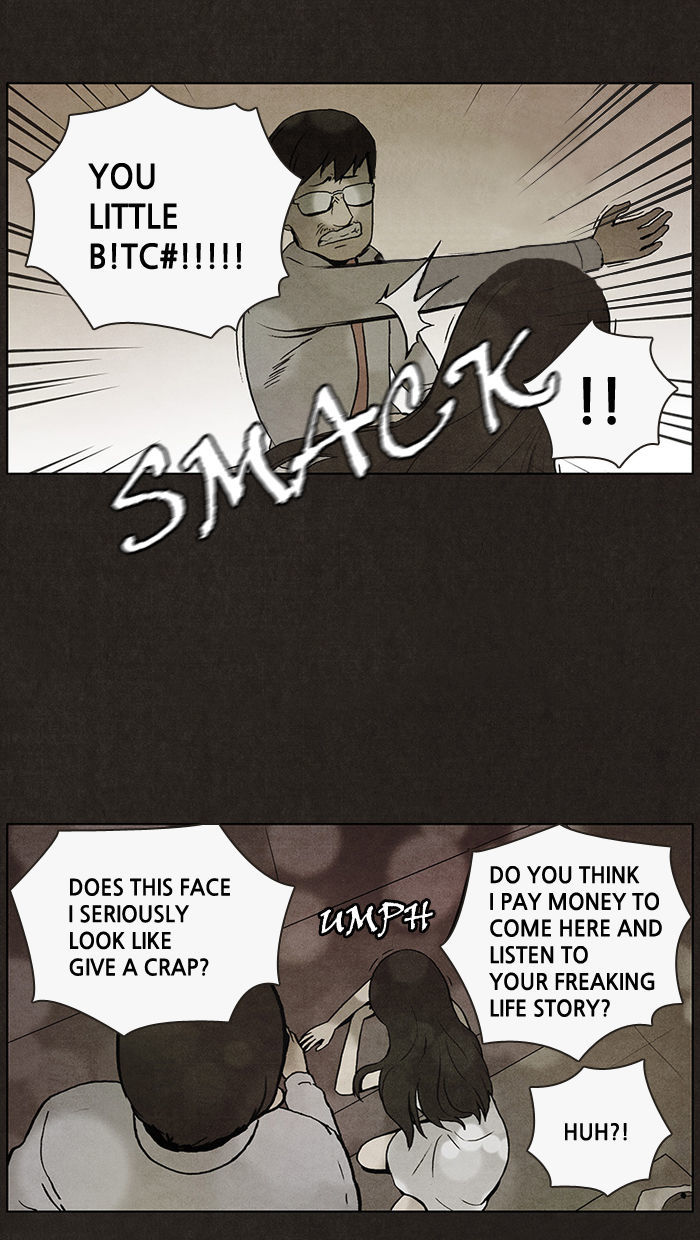 YOU
LITTLE
B!TC#!!!!!
!!
SMACK
DOES THIS FACE
I SERIOUSLY
LOOK LIKE
GIVE A CRAP?
UMPH
DO YOU THINK
I PAY MONEY TO
COME HERE AND
LISTEN TO
YOUR FREAKING
LIFE STORY?
HUH?!